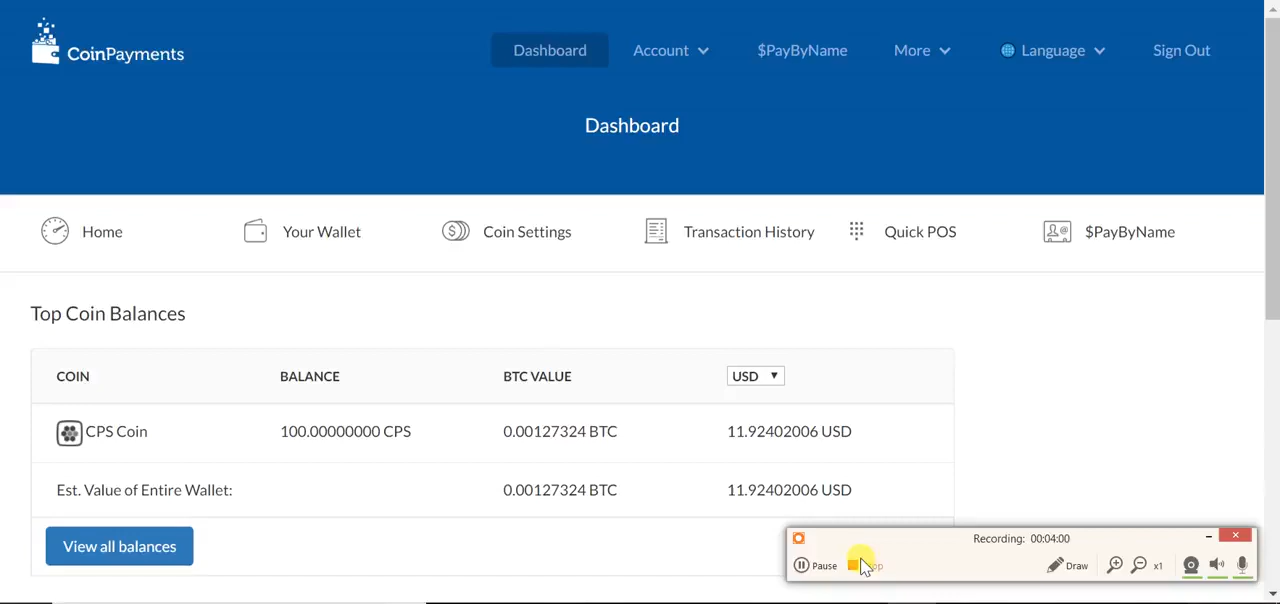 CoinPayments
Dashboard Account $PayByName More Language Sign Out
Dashboard
Home Your Wallet Coin Settings Transaction History Quick POS $PayByName
Top Coin Balances
COIN BALANCE BTC VALUE USD
CPS Coin 100.00000000 CPS 0.00127324 BTC 11.92402006 USD
Est. Value of Entire Wallet: 0.00127324 BTC 11.92402006 USD
View all balances
Recording: 00:04:00
Pause Draw x1